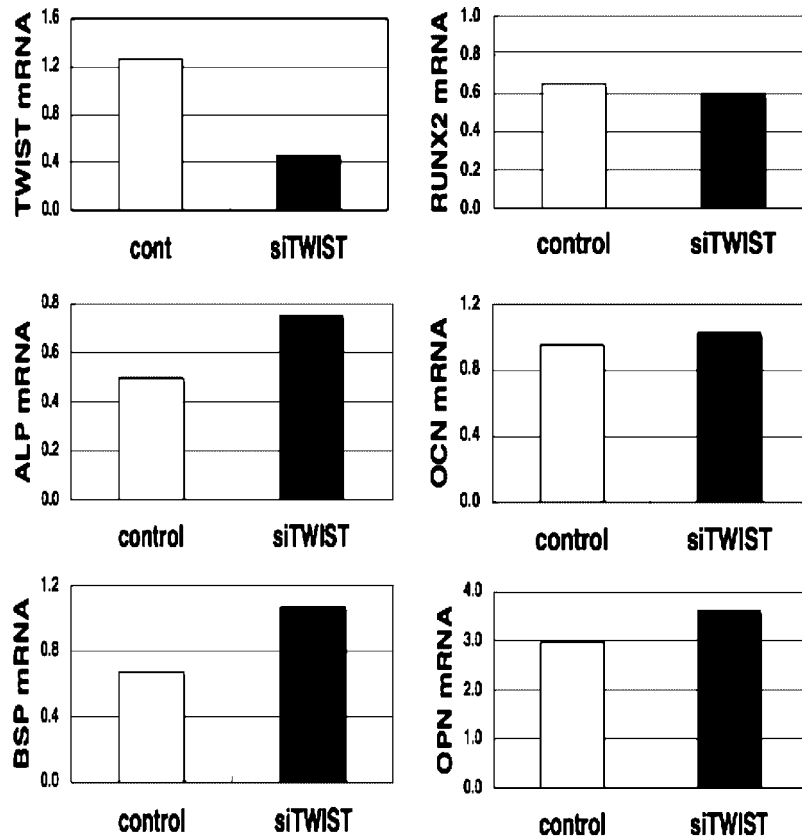 TWIST mRNA
1.6
1.2
0.8
0.4
0.0
cont siTWIST
RUNX2 mRNA
1.0
0.8
0.6
0.4
0.2
0.0
control siTWIST
ALP mRNA
0.8
0.6
0.4
0.2
0.0
control siTWIST
OCN mRNA
1.2
0.8
0.4
0.0
control siTWIST
BSP mRNA
1.2
0.8
0.4
0.0
control siTWIST
OPN mRNA
4.0
3.0
2.0
1.0
0.0
control siTWIST